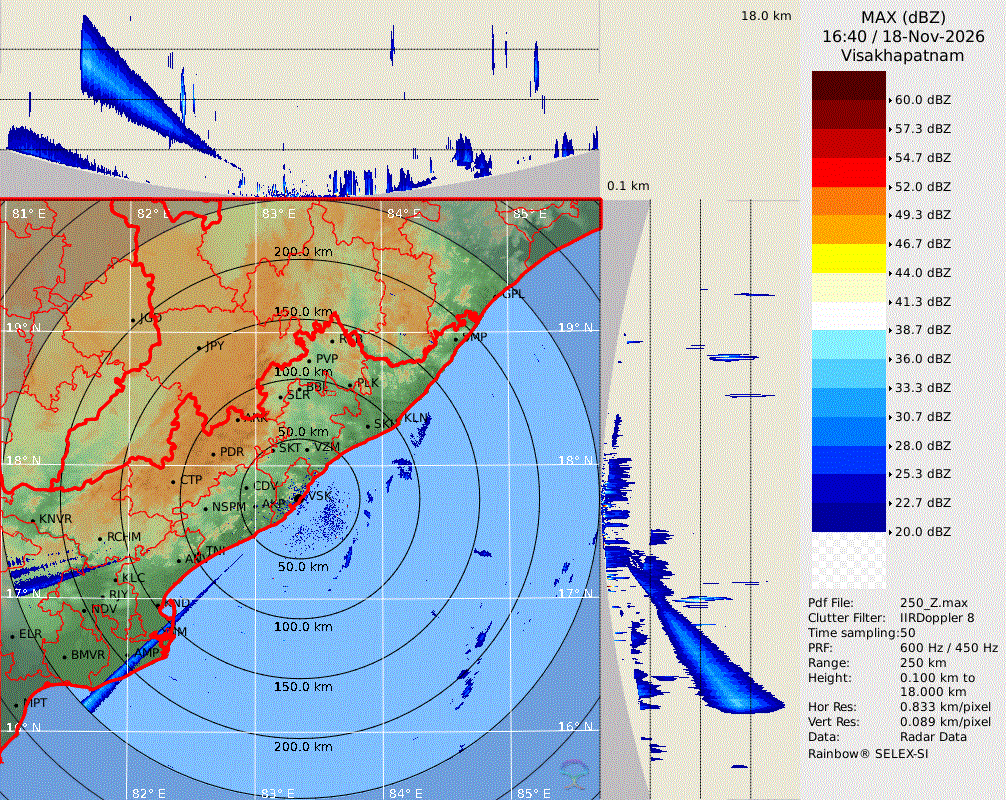 18.0 km
0.1 km
MAX (dBZ)
16:40 / 18-Nov-2026
Visakhapatnam
60.0 dBZ
57.3 dBZ
54.7 dBZ
52.0 dBZ
49.3 dBZ
46.7 dBZ
44.0 dBZ
41.3 dBZ
38.7 dBZ
36.0 dBZ
33.3 dBZ
30.7 dBZ
28.0 dBZ
25.3 dBZ
22.7 dBZ
20.0 dBZ
81° E
82° E
83° E
84° E
85° E
200.0 km
GPL
150.0 km
JGD
19° N
19° N
JPY
SMP
PVP
100.0 km
BBL
PLK
SLR
KLN
50.0 km
SKT
VZM
PDR
18° N
18° N
CTP
CDV
VSK
NSPM
AKP
KNVR
RCHM
TNI
50.0 km
KLC
17° N
17° N
RJY
KND
NDV
100.0 km
ELR
BMVR
AMP
150.0 km
MPT
16° N
16° N
200.0 km
82° E
83° E
84° E
85° E
Pdf File: 250_Z.max
Clutter Filter: IIRDoppler 8
Time sampling:50
PRF: 600 Hz / 450 Hz
Range: 250 km
Height: 0.100 km to
18.000 km
Hor Res: 0.833 km/pixel
Vert Res: 0.089 km/pixel
Data: Radar Data
Rainbow® SELEX-SI